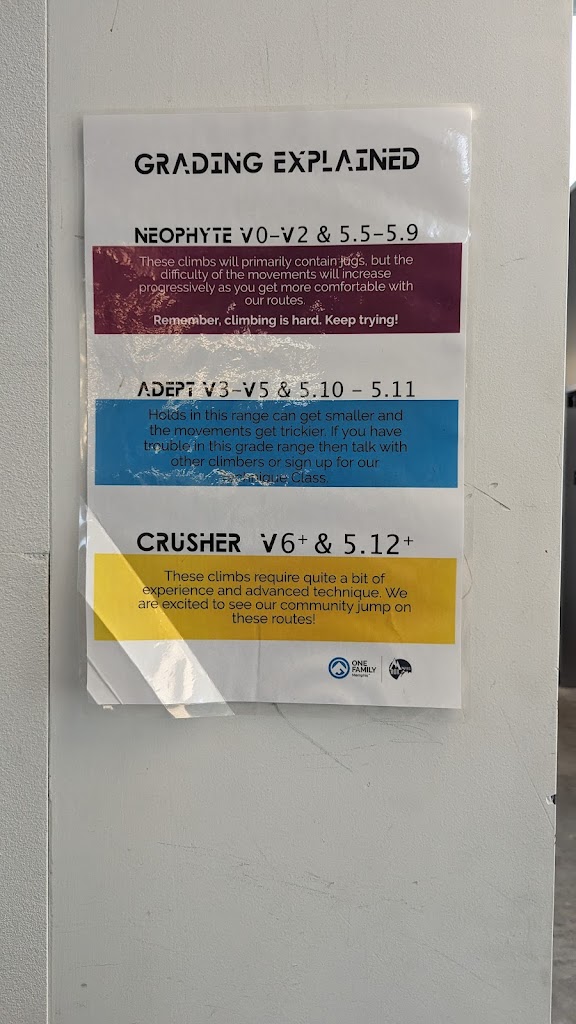 GRADING EXPLAINED
NEOPHYTE V0-V2 & 5.5-5.9
These climbs will primarily contain jugs, but the
difficulty of the movements will increase
progressively as you get more comfortable with
our routes.
Remember, climbing is hard. Keep trying!
ADEPT V3-V5 & 5.10 - 5.11
Holds in this range can get smaller and
the movements get trickier. If you have
trouble in this grade range then talk with
other climbers or sign up for our
Technique Class.
CRUSHER V6+ & 5.12+
These climbs require quite a bit of
experience and advanced technique. We
are excited to see our community jump on
these routes!
ONE
FAMILY
Memphis